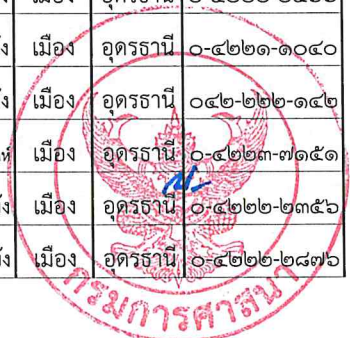 เมือง อุดรธานี ๐-๔๒๒๑-๑๐๔๐
เมือง อุดรธานี ๐๔๒-๒๒๒-๑๔๒
เมือง อุดรธานี ๐-๔๒๒๓-๗๑๕๑
เมือง อุดรธานี ๐-๔๒๒๒-๒๓๕๖
เมือง อุดรธานี ๐-๔๒๒๒-๒๘๗๖
กรมการศาสนา